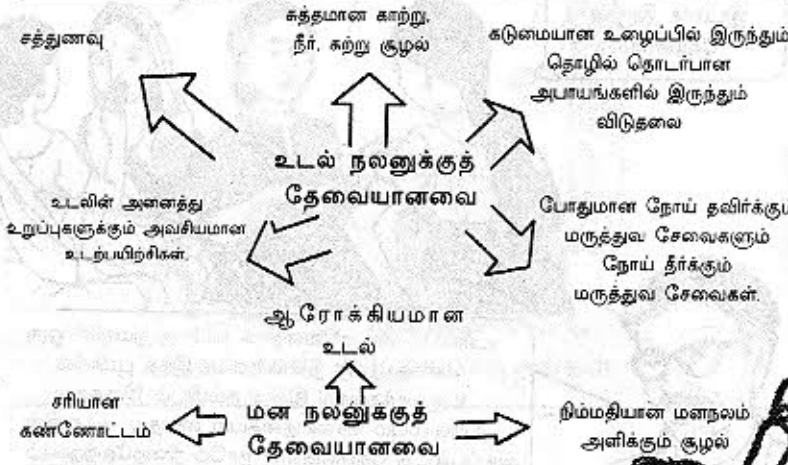 சத்துணவு
சுத்தமான காற்று,
நீர், சுற்று சூழல்
கடுமையான உழைப்பில் இருந்தும்
தொழில் தொடர்பான
அபாயங்களில் இருந்தும்
விடுதலை
உடல் நலனுக்குத்
தேவையானவை
உடலின் அனைத்து
உறுப்புகளுக்கும் அவசியமான
உடற்பயிற்சிகள்.
போதுமான நோய் தவிர்க்கும்
மருத்துவ சேவைகளும்
நோய் தீர்க்கும்
மருத்துவ சேவைகள்.
ஆரோக்கியமான
உடல்
சரியான
கண்ணோட்டம்
மன நலனுக்குத்
தேவையானவை
நிம்மதியான மனநலம்
அளிக்கும் சூழல்